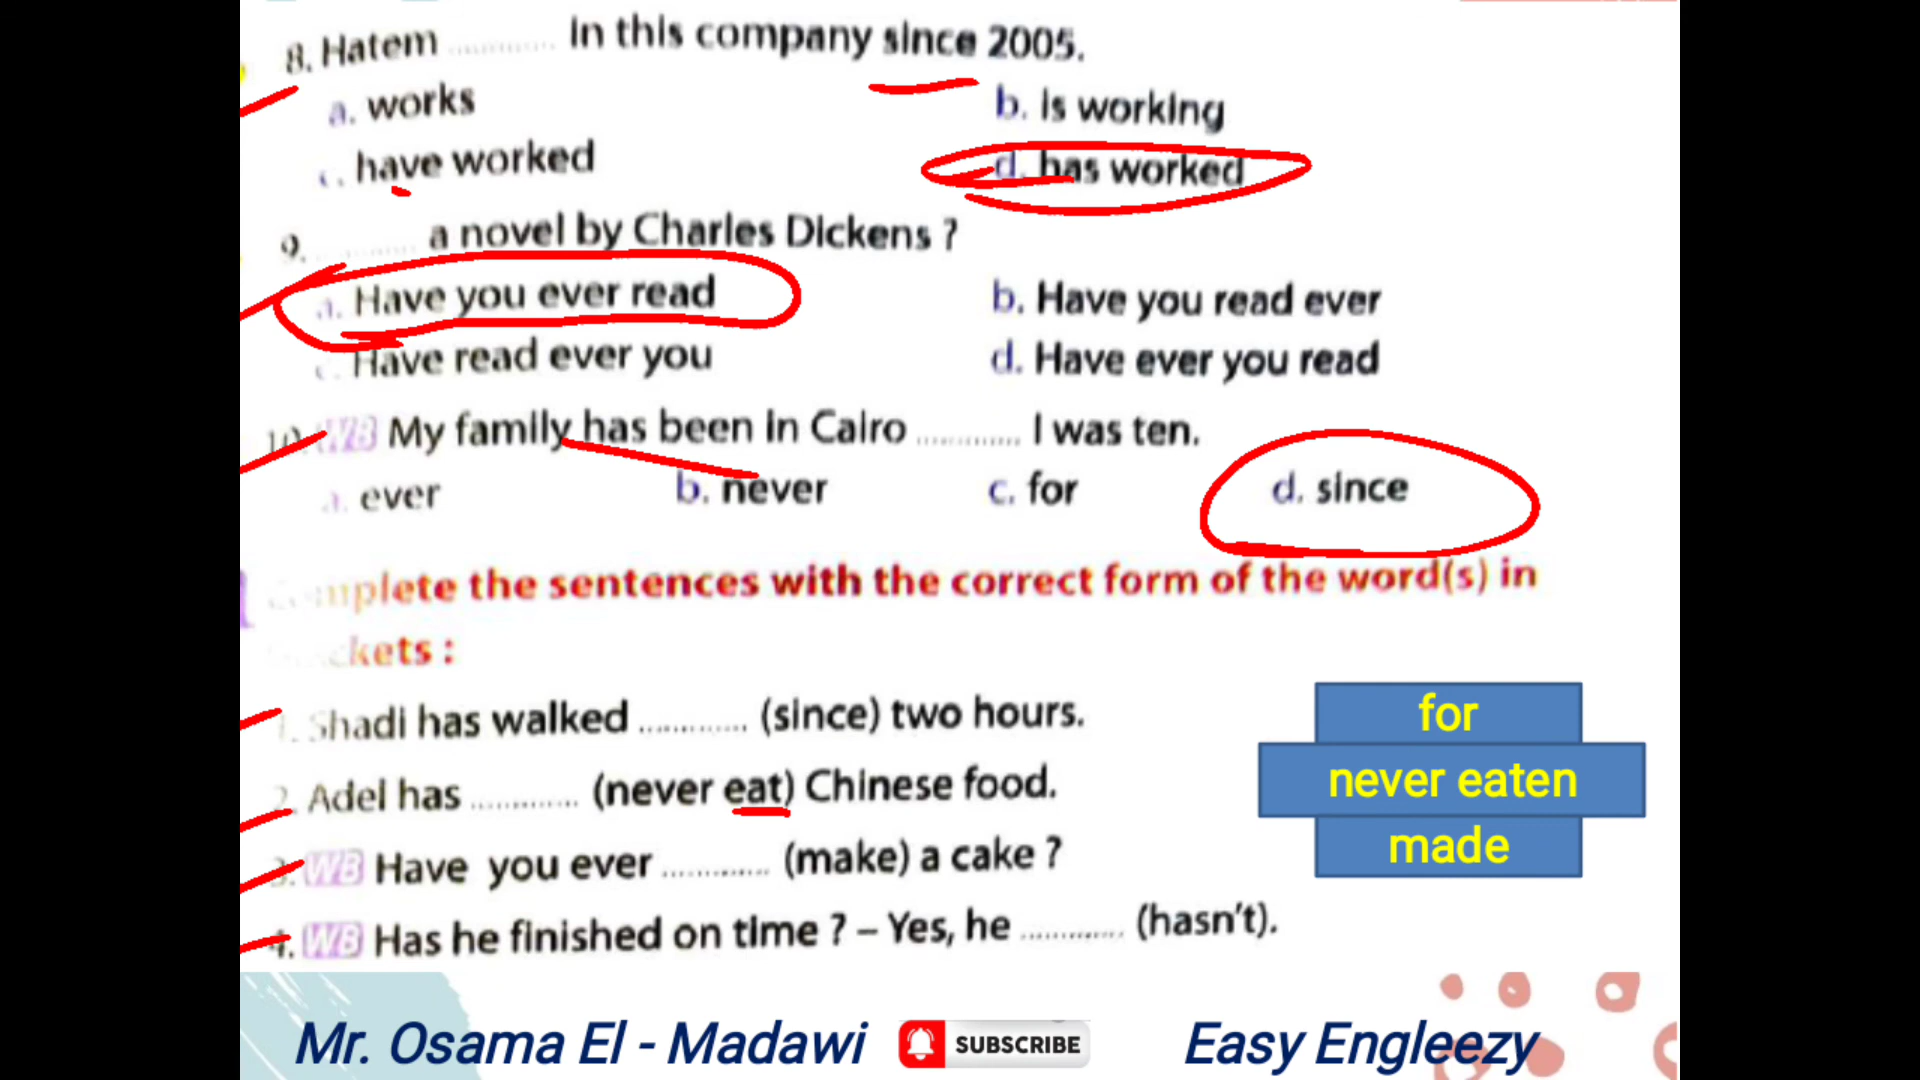 8. Hatem ............ in this company since 2005.
a. works b. is working
c. have worked d. has worked
9. ............ a novel by Charles Dickens ?
a. Have you ever read b. Have you read ever
c. Have read ever you d. Have ever you read
10. WB My family has been in Cairo ............ I was ten.
a. ever b. never c. for d. since
Complete the sentences with the correct form of the word(s) in
brackets :
1. Shadi has walked ............ (since) two hours.
2. Adel has ............ (never eat) Chinese food.
3. WB Have you ever ............ (make) a cake ?
4. WB Has he finished on time ? – Yes, he ............ (hasn't).
for
never eaten
made
Mr. Osama El - Madawi SUBSCRIBE Easy Engleezy